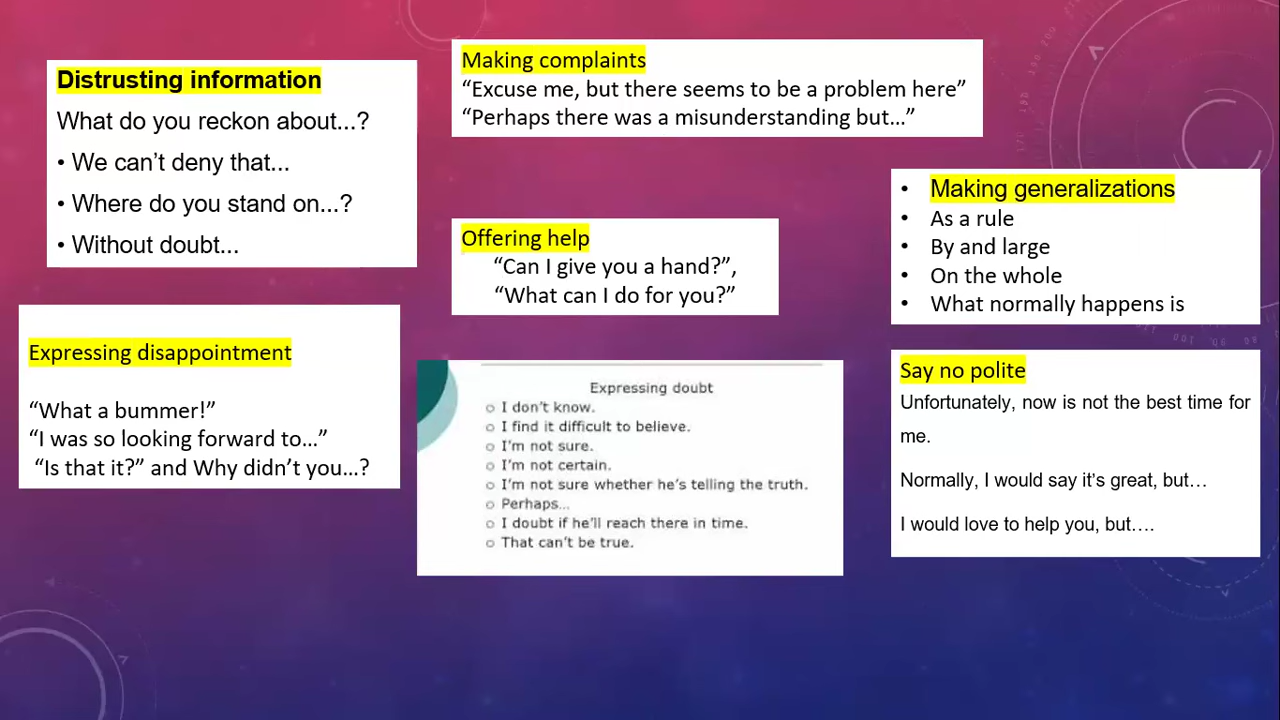 Distrusting information
What do you reckon about...?
• We can’t deny that...
• Where do you stand on...?
• Without doubt...
Making complaints
“Excuse me, but there seems to be a problem here”
“Perhaps there was a misunderstanding but…”
Offering help
“Can I give you a hand?”,
“What can I do for you?”
• Making generalizations
• As a rule
• By and large
• On the whole
• What normally happens is
Expressing disappointment
“What a bummer!”
“I was so looking forward to…”
“Is that it?” and Why didn’t you…?
Expressing doubt
o I don’t know.
o I find it difficult to believe.
o I’m not sure.
o I’m not certain.
o I’m not sure whether he’s telling the truth.
o Perhaps…
o I doubt if he’ll reach there in time.
o That can’t be true.
Say no polite
Unfortunately, now is not the best time for
me.
Normally, I would say it’s great, but…
I would love to help you, but….